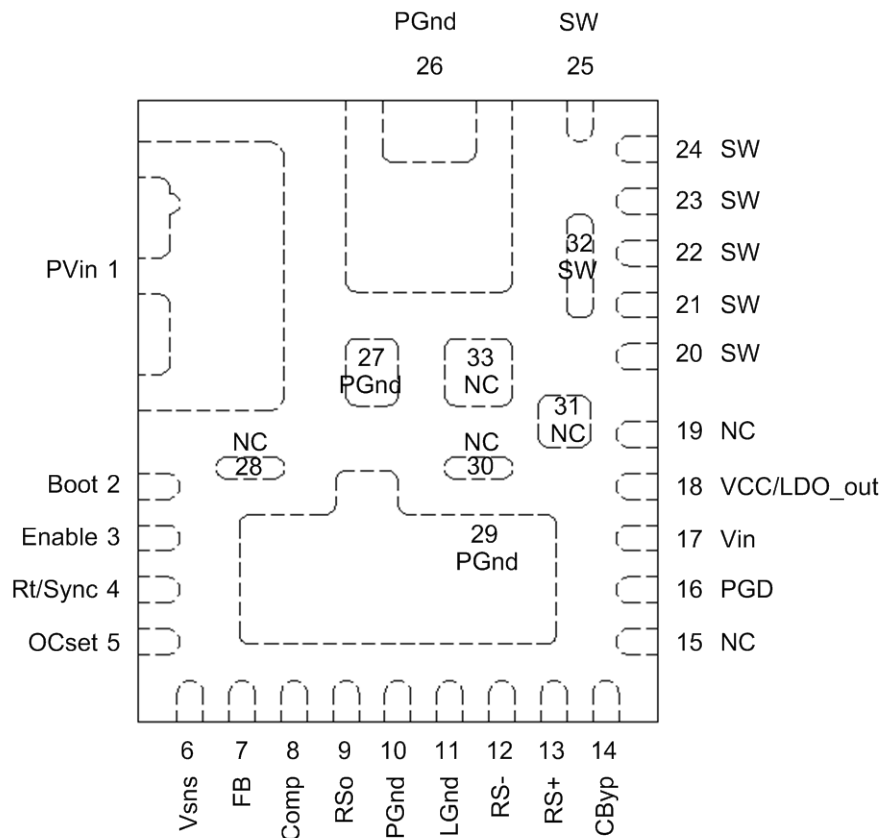 PGnd SW
26 25
24 SW
23 SW
32
SW
22 SW
PVin 1
21 SW
20 SW
27
PGnd
33
NC
31
NC
19 NC
NC
28
NC
30
Boot 2
18 VCC/LDO_out
Enable 3
29
PGnd
17 Vin
Rt/Sync 4
16 PGD
OCset 5
15 NC
6 7 8 9 10 11 12 13 14
Vsns
FB
Comp
RSo
PGnd
LGnd
RS-
RS+
CByp